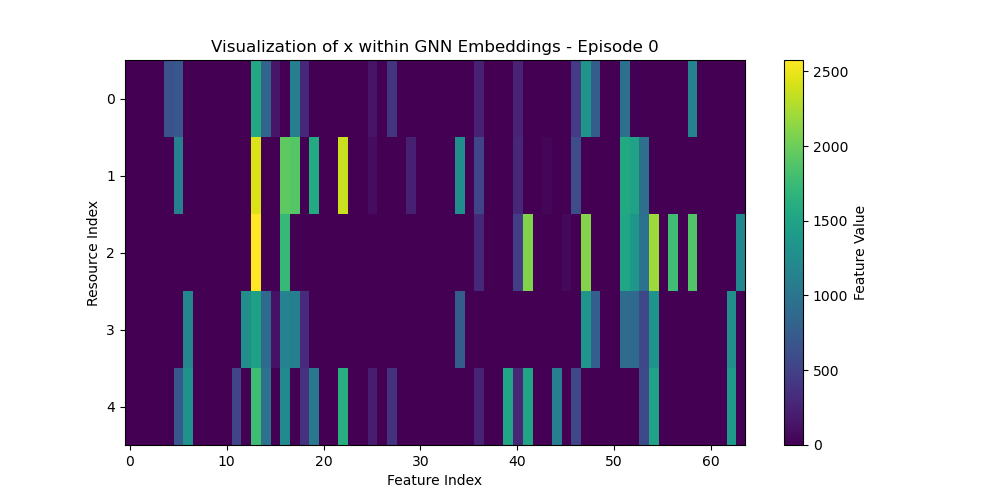 Visualization of x within GNN Embeddings - Episode 0
Resource Index
0
1
2
3
4
0 10 20 30 40 50 60
Feature Index
2500
2000
1500
1000
500
0
Feature Value